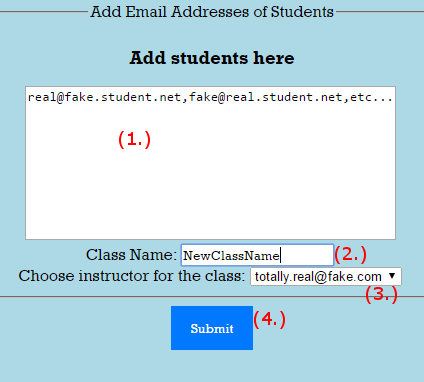 Add Email Addresses of Students
Add students here
real@fake.student.net,fake@real.student.net,etc...
(1.)
Class Name: NewClassName (2.)
Choose instructor for the class: totally.real@fake.com
(3.)
Submit (4.)